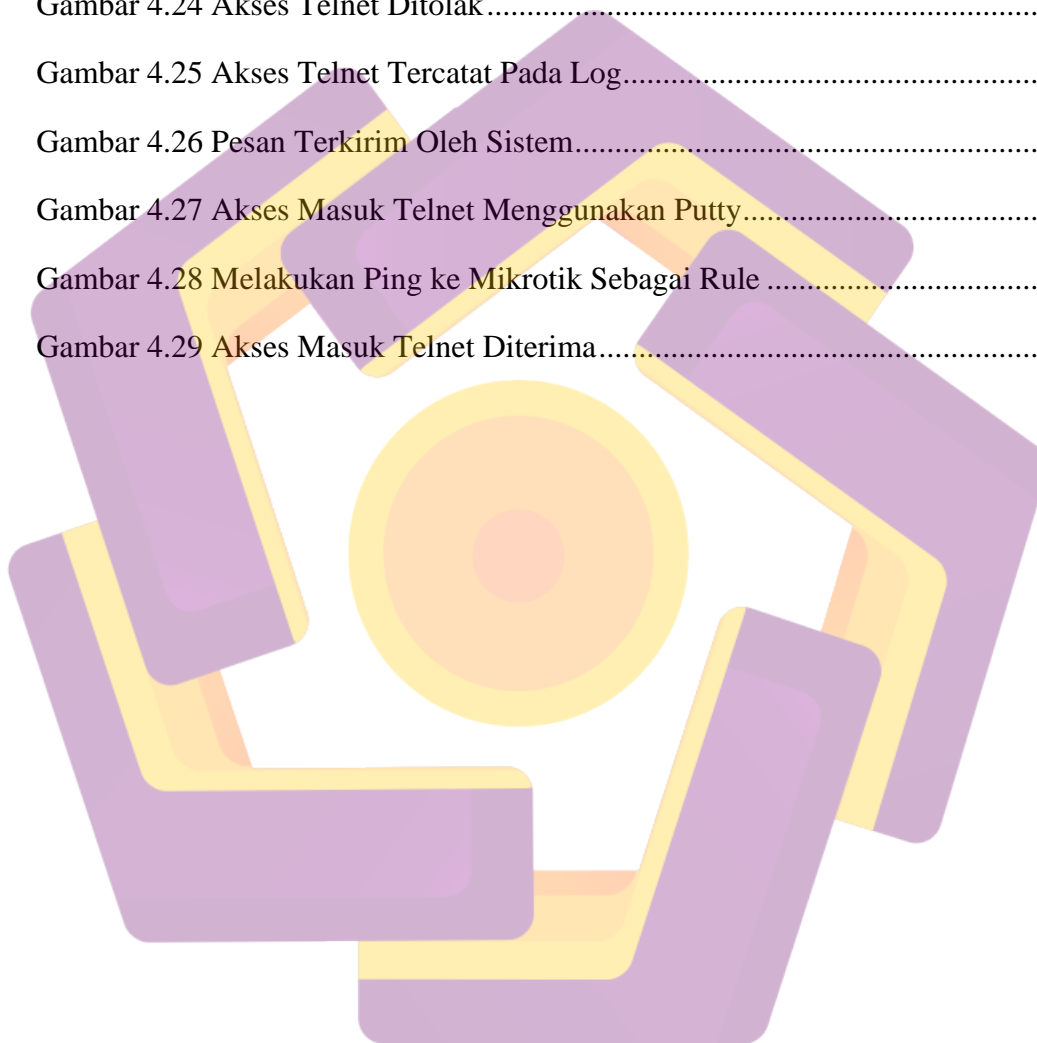 Gambar 4.24 Akses Telnet Ditolak........................................................................
Gambar 4.25 Akses Telnet Tercatat Pada Log.......................................................
Gambar 4.26 Pesan Terkirim Oleh Sistem.............................................................
Gambar 4.27 Akses Masuk Telnet Menggunakan Putty.......................................
Gambar 4.28 Melakukan Ping ke Mikrotik Sebagai Rule ...................................
Gambar 4.29 Akses Masuk Telnet Diterima..........................................................